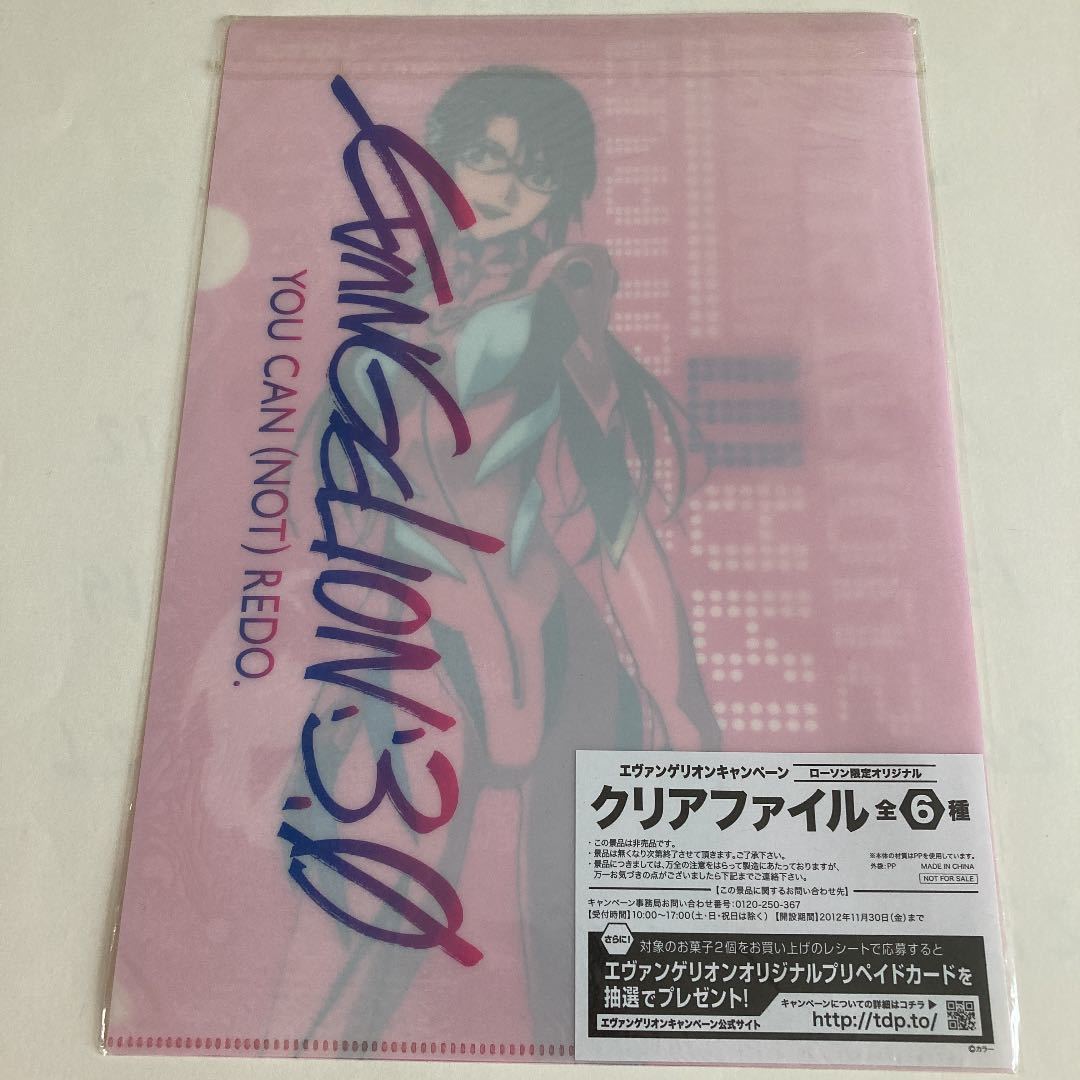 EVANGELION:3.0
YOU CAN (NOT) REDO.
エヴァンゲリオンキャンペーン ローソン限定オリジナル
クリアファイル 全6種
・この景品は非売品です。
・景品は無くなり次第終了させて頂きます。ご了承下さい。
・景品につきましては、万全の注意をはらって製造にあたっておりますが、
万一お気づきの点がございましたら下記までご連絡下さい。
※本体の材質はPPを使用しています。
外袋:PP MADE IN CHINA
NOT FOR SALE
【この景品に関するお問い合わせ先】
キャンペーン事務局お問い合わせ番号:0120-250-367
【受付時間】10:00〜17:00(土・日・祝日は除く) 【開設期間】2012年11月30日(金)まで
さらに!
対象のお菓子2個をお買い上げのレシートで応募すると
エヴァンゲリオンオリジナルプリペイドカードを
抽選でプレゼント!
キャンペーンについての詳細はコチラ▶
エヴァンゲリオンキャンペーン公式サイト http://tdp.to/
©カラー